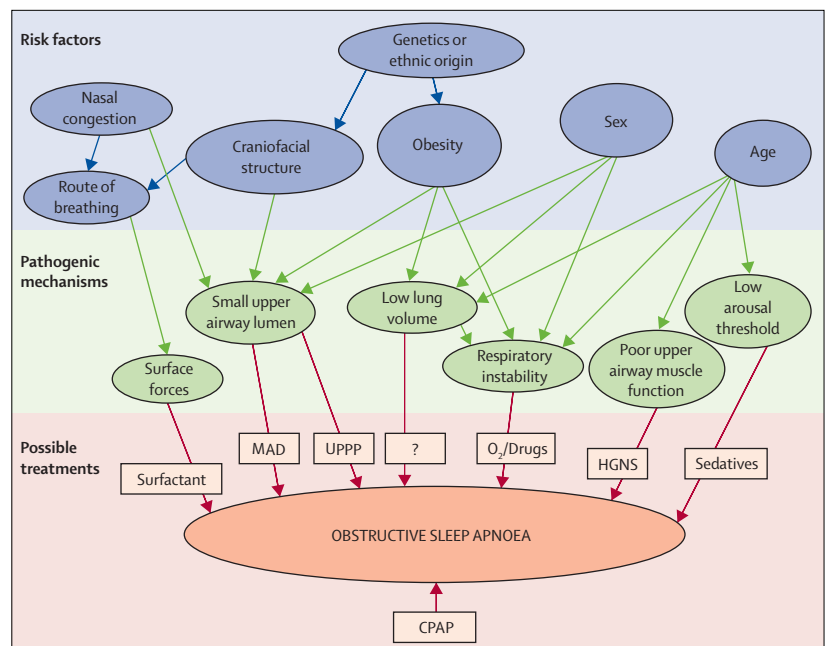 Risk factors
Genetics or
ethnic origin
Nasal
congestion
Craniofacial
structure
Obesity
Sex
Age
Route of
breathing
Pathogenic
mechanisms
Small upper
airway lumen
Low lung
volume
Low
arousal
threshold
Surface
forces
Respiratory
instability
Poor upper
airway muscle
function
Possible
treatments
Surfactant
MAD
UPPP
?
O₂/Drugs
HGNS
Sedatives
OBSTRUCTIVE SLEEP APNOEA
CPAP